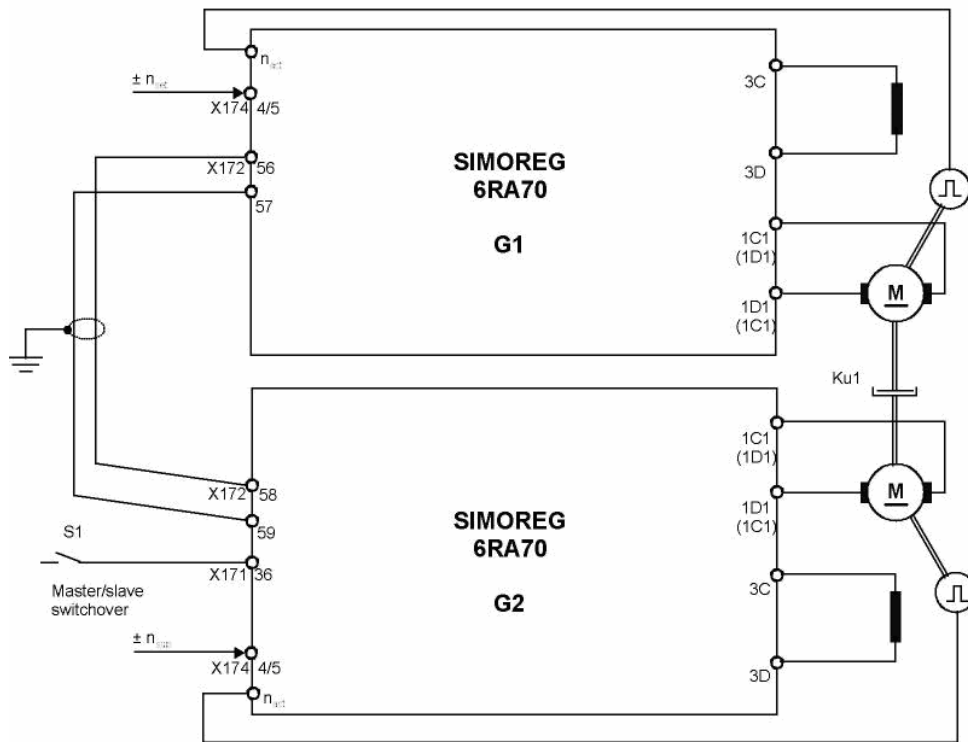 n_act
± n_set
X174 4/5
X172 56
57
SIMOREG
6RA70
G1
3C
3D
1C1
(1D1)
1D1
(1C1)
M
Ku1
X172 58
59
S1
X171 36
Master/slave
switchover
± n
X174 4/5
n_act
SIMOREG
6RA70
G2
1C1
(1D1)
1D1
(1C1)
3C
3D
M